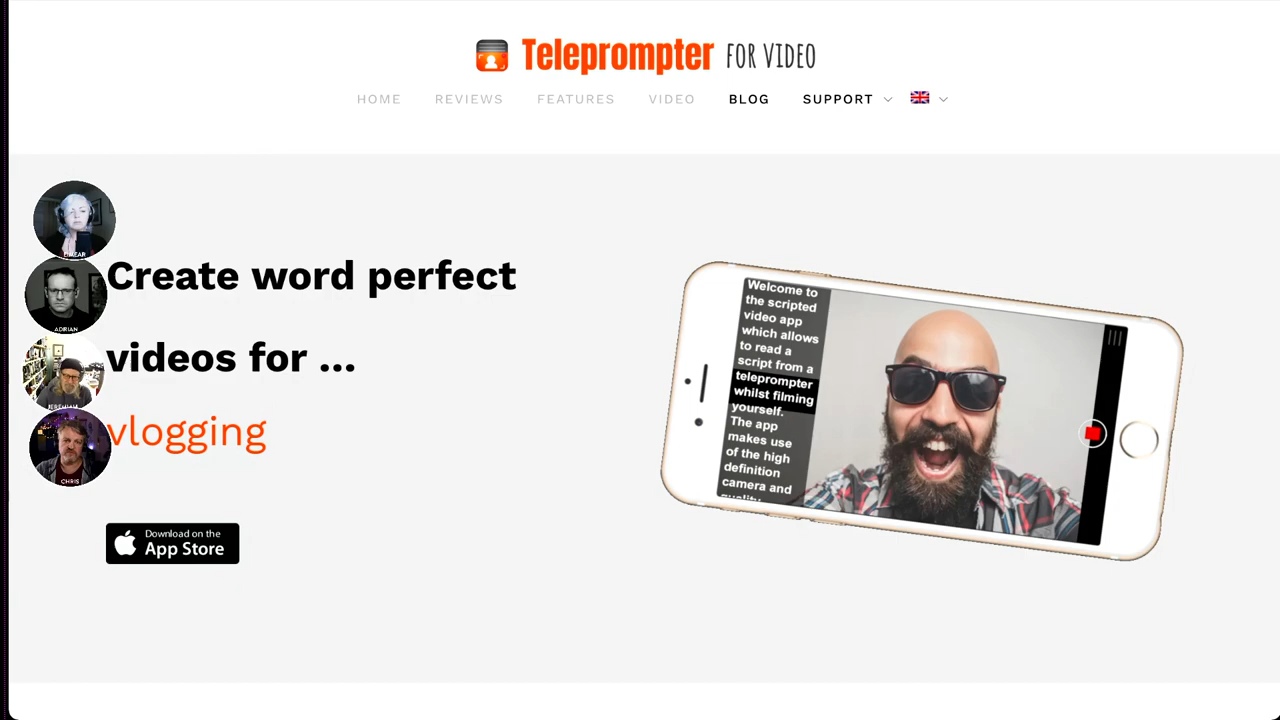 Teleprompter FOR VIDEO
HOME REVIEWS FEATURES VIDEO BLOG SUPPORT
Create word perfect
videos for ...
vlogging
ADRIAN
CHRIS
Download on the
App Store
Welcome to
the scripted
video app
which allows
to read a
script from a
teleprompter
whilst filming
yourself.
The app
makes use
of the high
definition
camera and
quality